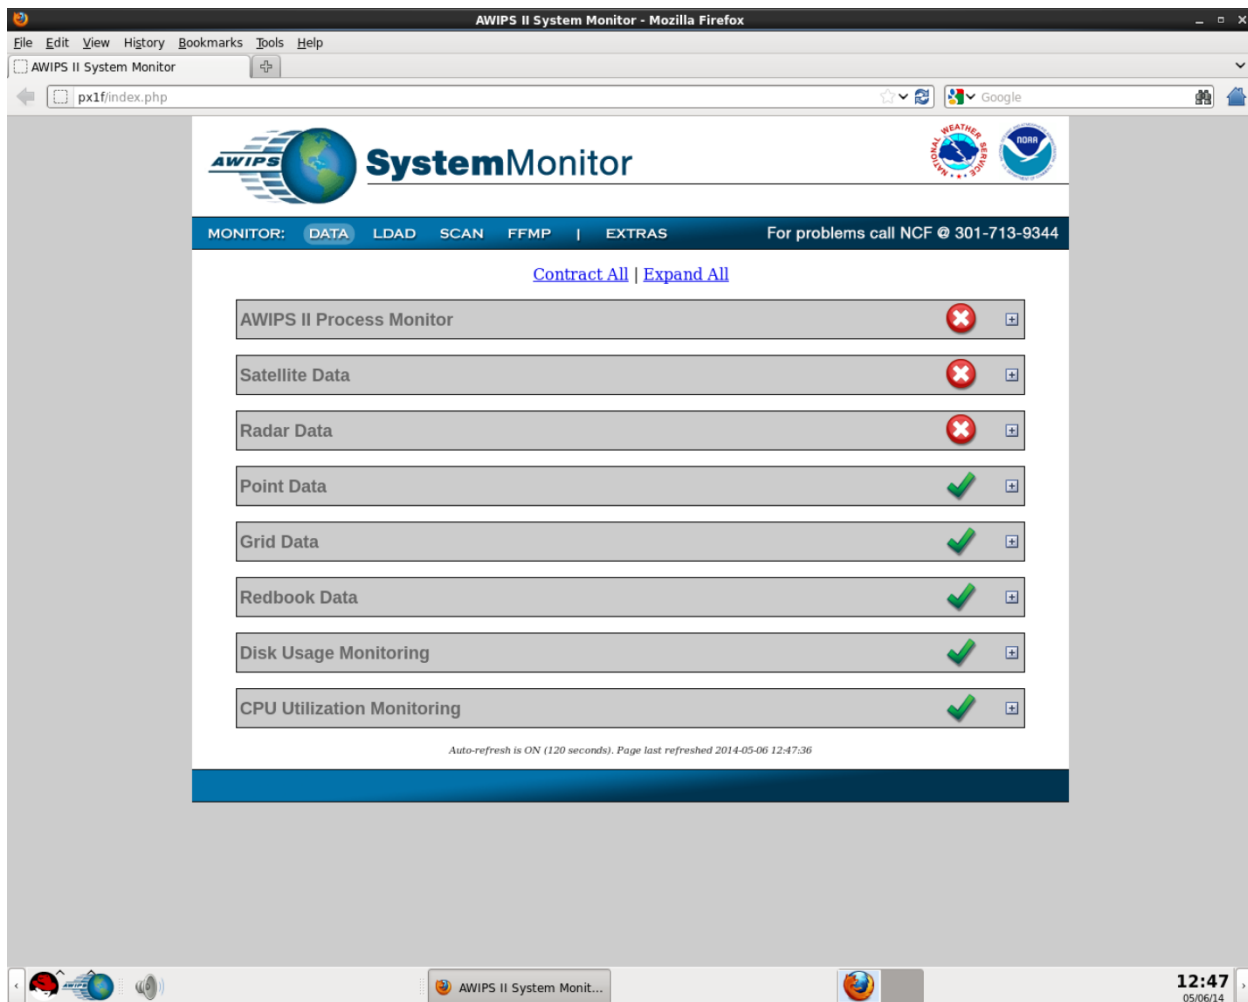 AWIPS II System Monitor - Mozilla Firefox
File Edit View History Bookmarks Tools Help
AWIPS II System Monitor
px1f/index.php
Google
AWIPS
SystemMonitor
NATIONAL WEATHER SERVICE
NOAA
MONITOR: DATA LDAD SCAN FFMP | EXTRAS For problems call NCF @ 301-713-9344
Contract All | Expand All
AWIPS II Process Monitor
Satellite Data
Radar Data
Point Data
Grid Data
Redbook Data
Disk Usage Monitoring
CPU Utilization Monitoring
Auto-refresh is ON (120 seconds). Page last refreshed 2014-05-06 12:47:36
AWIPS II System Monit...
12:47
05/06/14